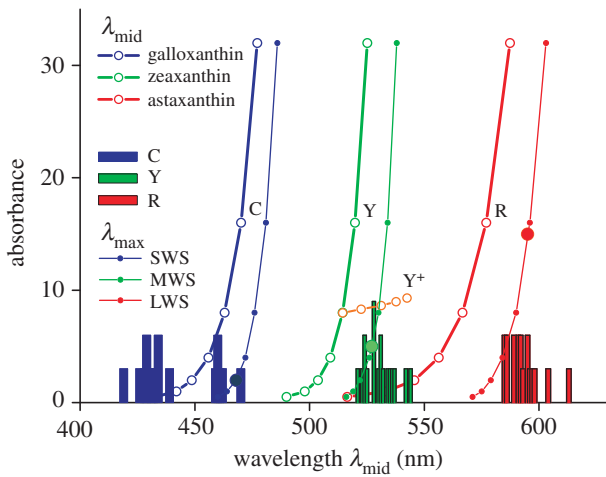 λmid
galloxanthin
zeaxanthin
astaxanthin
C
Y
R
λmax
SWS
MWS
LWS
C
Y
R
Y+
absorbance
30
20
10
0
400
450
500
550
600
wavelength λmid (nm)